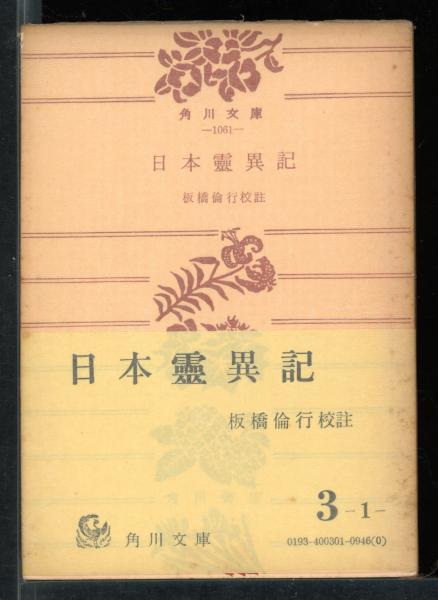 角川文庫
—1061—
日本靈異記
板橋倫行校註
日本靈異記
板橋倫行校註
3-1-
角川文庫
0193-400301-0946(0)